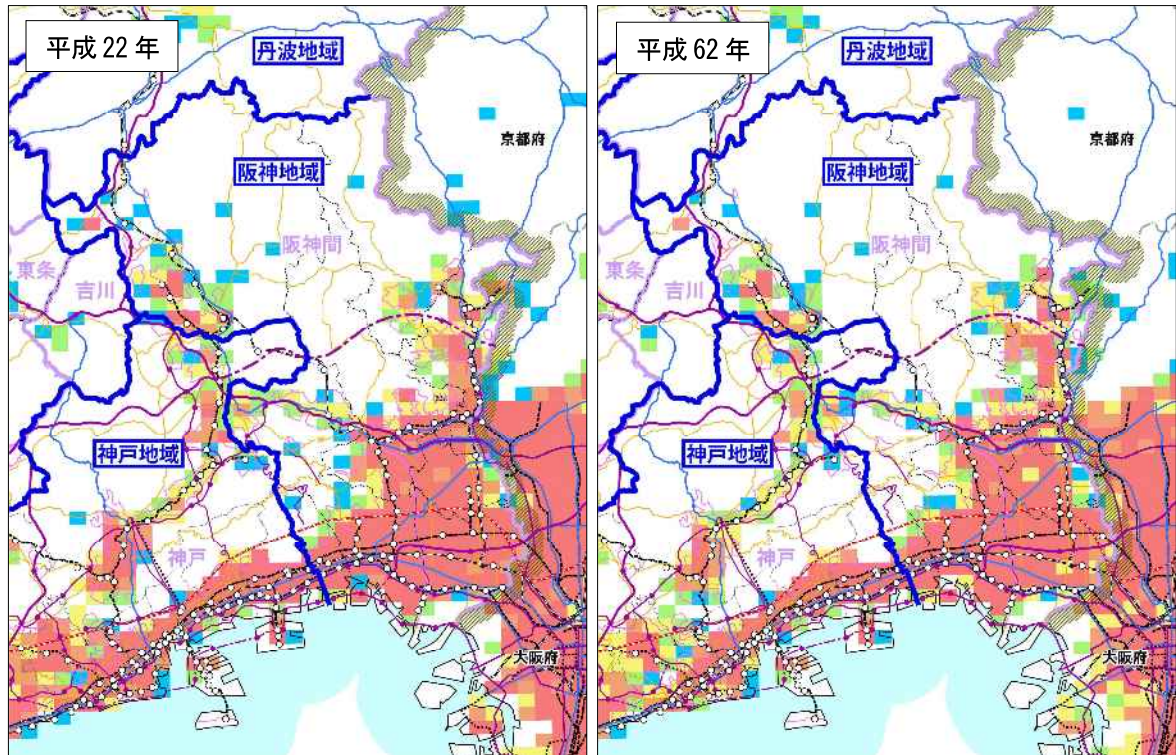 平成 22 年
丹波地域
京都府
阪神地域
阪神間
東条
吉川
神戸地域
神戸
大阪府
平成 62 年
丹波地域
京都府
阪神地域
阪神間
東条
吉川
神戸地域
神戸
大阪府